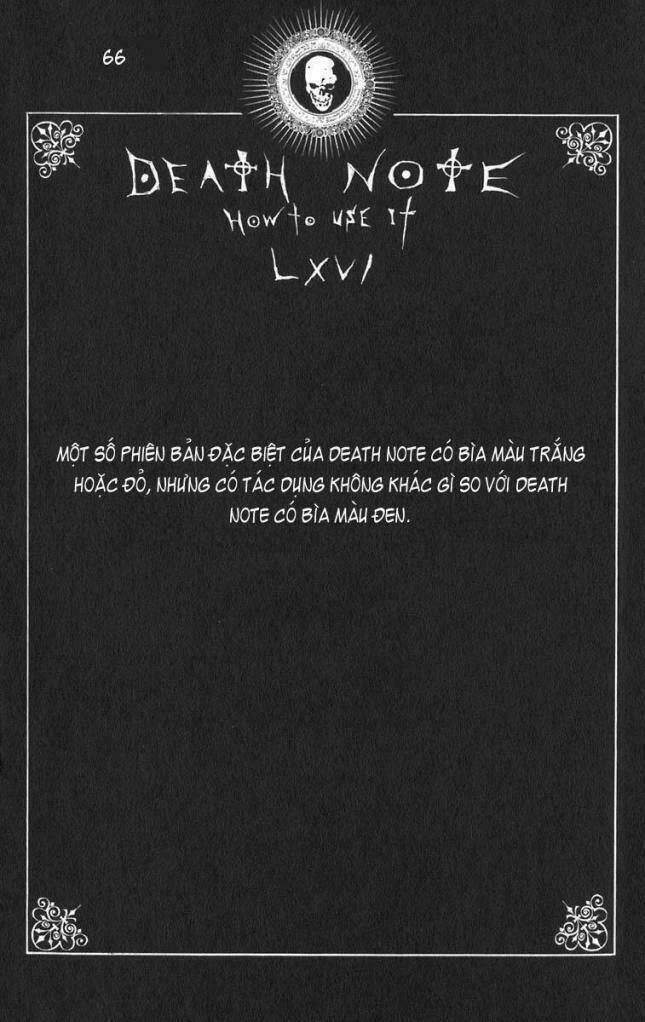 66
DEATH NOTE
HOW TO USE IT
LXVI
MỘT SỐ PHIÊN BẢN ĐẶC BIỆT CỦA DEATH NOTE CÓ BÌA MÀU TRẮNG
HOẶC ĐỎ, NHƯNG CÓ TÁC DỤNG KHÔNG KHÁC GÌ SO VỚI DEATH
NOTE CÓ BÌA MÀU ĐEN.